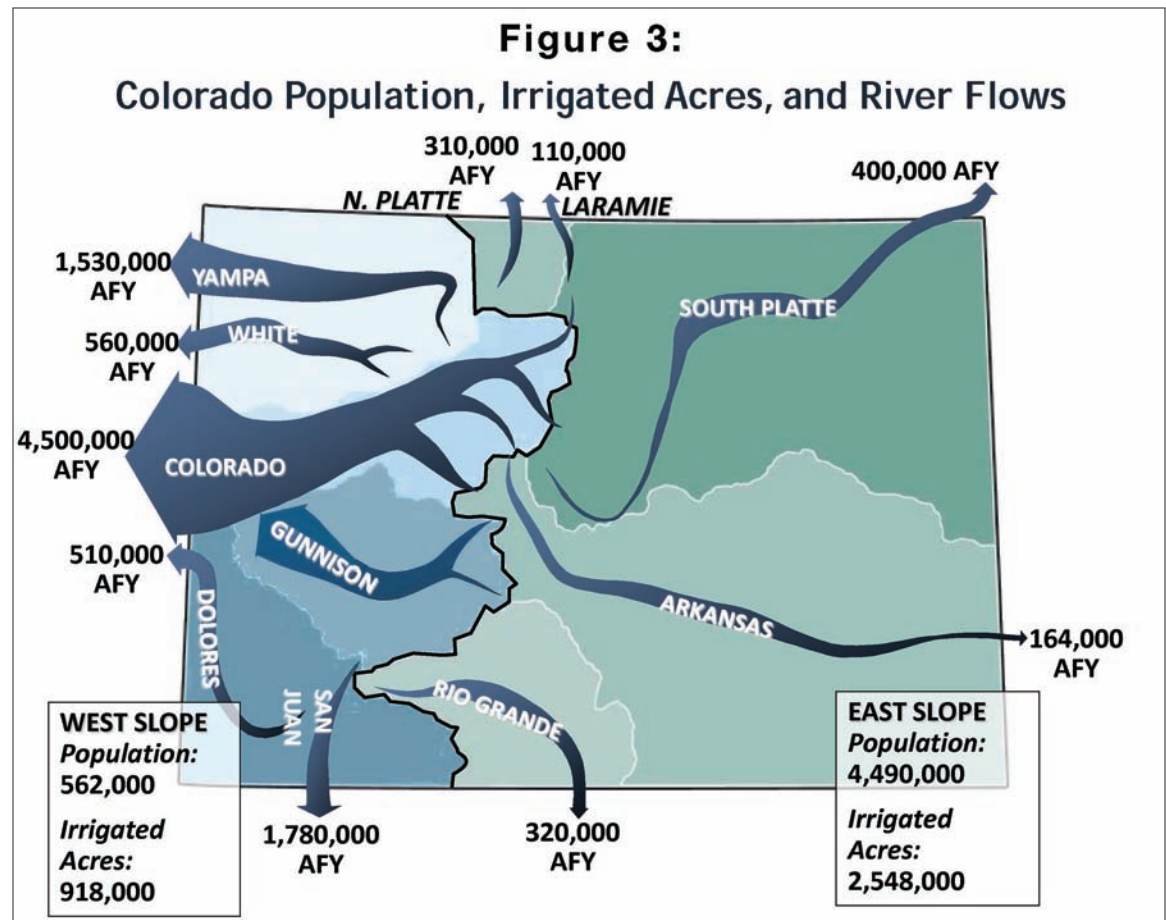 Figure 3:
Colorado Population, Irrigated Acres, and River Flows
310,000
AFY
110,000
AFY
400,000 AFY
N. PLATTE
LARAMIE
1,530,000
AFY
YAMPA
SOUTH PLATTE
560,000
AFY
WHITE
4,500,000
AFY
COLORADO
510,000
AFY
GUNNISON
DOLORES
ARKANSAS
164,000
AFY
SAN
JUAN
RIO GRANDE
WEST SLOPE
Population:
562,000
Irrigated
Acres:
918,000
EAST SLOPE
Population:
4,490,000
Irrigated
Acres:
2,548,000
1,780,000
AFY
320,000
AFY